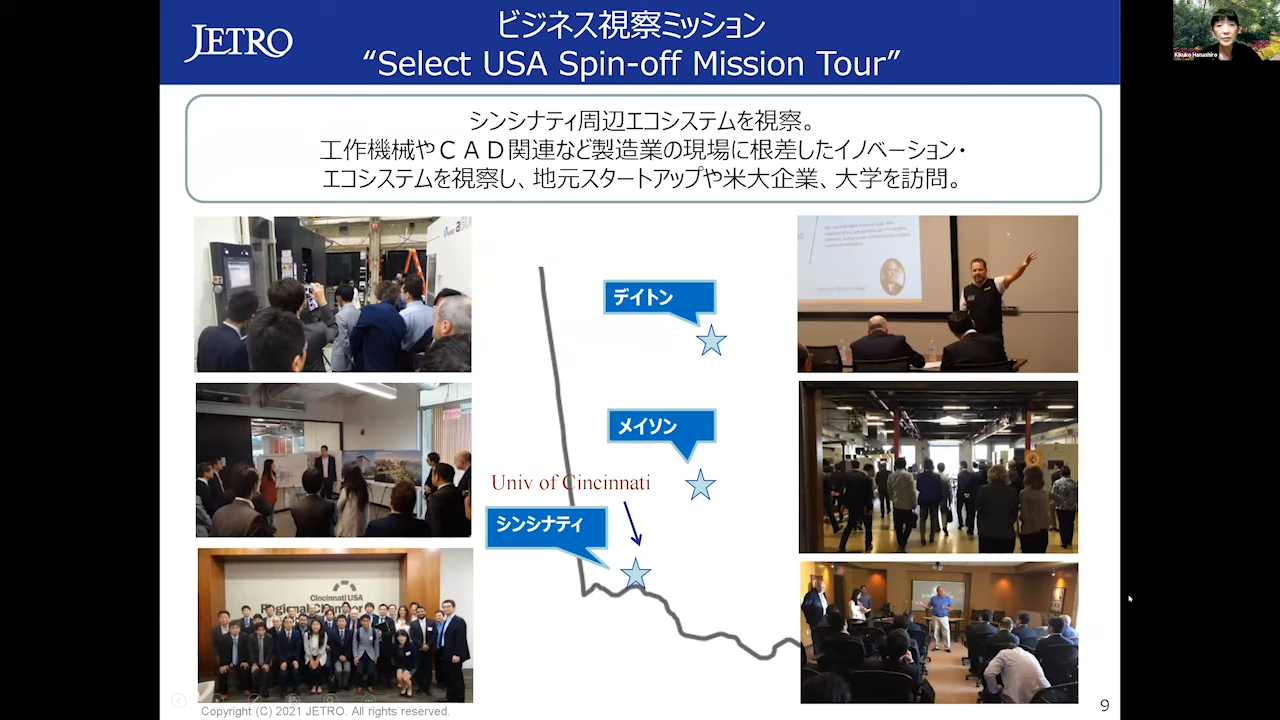 JETRO
ビジネス視察ミッション
“Select USA Spin-off Mission Tour”
Kikuko Hanashiro
シンシナティ周辺エコシステムを視察。
工作機械やＣＡＤ関連など製造業の現場に根差したイノベーション・
エコシステムを視察し、地元スタートアップや米大企業、大学を訪問。
デイトン
メイソン
Univ of Cincinnati
シンシナティ
Cincinnati USA
Regional Chamber
Copyright (C) 2021 JETRO. All rights reserved.
9